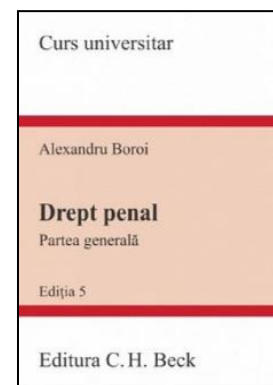 Curs universitar
Alexandru Boroi
Drept penal
Partea generală
Ediția 5
Editura C. H. Beck